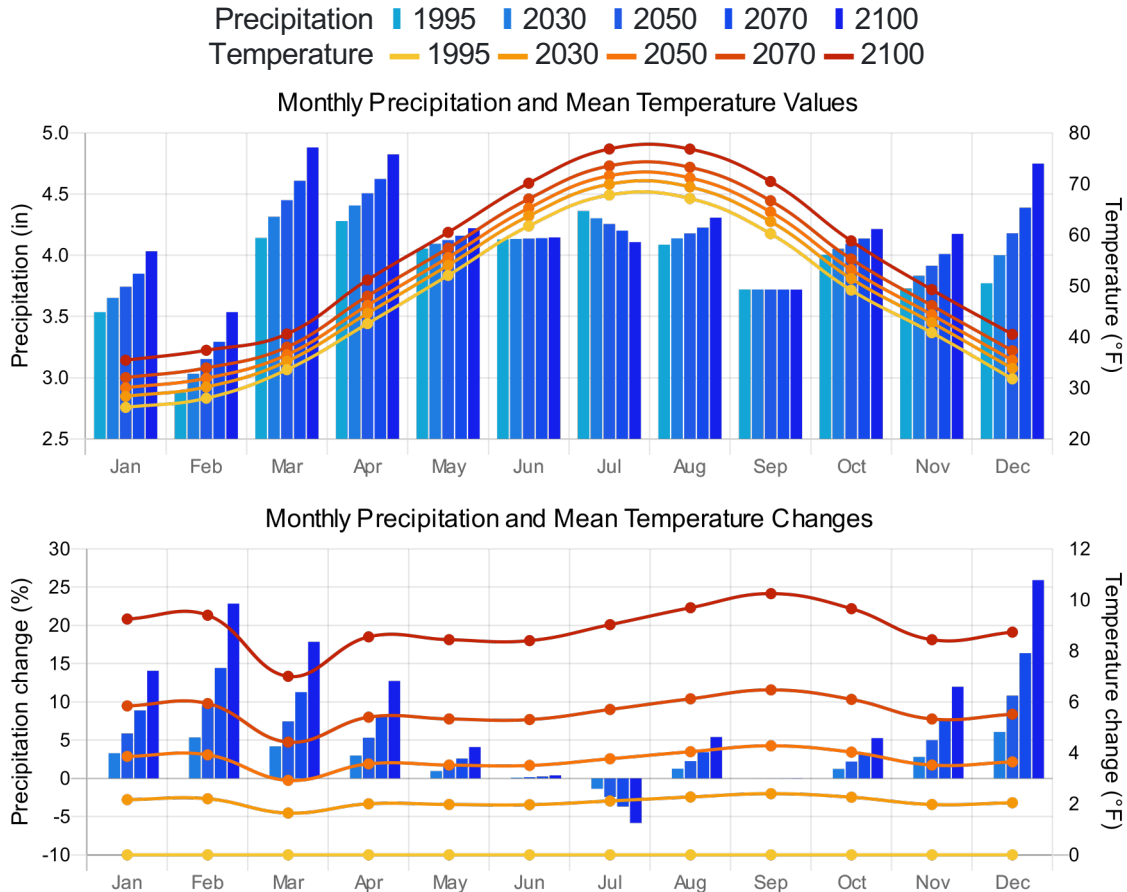 Precipitation 1995 2030 2050 2070 2100
Temperature 1995 2030 2050 2070 2100
Monthly Precipitation and Mean Temperature Values
Precipitation (in)
5.0
4.5
4.0
3.5
3.0
2.5
80
70
60
50
40
30
20
Temperature (°F)
Jan Feb Mar Apr May Jun Jul Aug Sep Oct Nov Dec
Monthly Precipitation and Mean Temperature Changes
Precipitation change (%)
30
25
20
15
10
5
0
-5
-10
12
10
8
6
4
2
0
Temperature change (°F)
Jan Feb Mar Apr May Jun Jul Aug Sep Oct Nov Dec